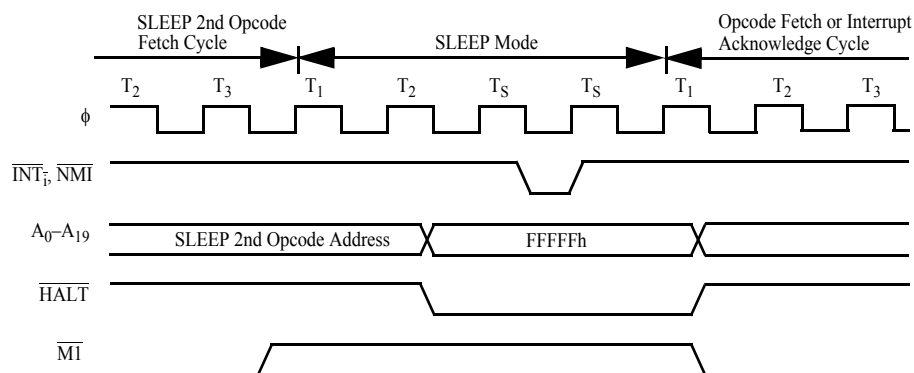 SLEEP 2nd Opcode
Fetch Cycle
SLEEP Mode
Opcode Fetch or Interrupt
Acknowledge Cycle
T2 T3 T1 T2 TS TS T1 T2 T3
ϕ
INTi, NMI
A0–A19
SLEEP 2nd Opcode Address
FFFFFh
HALT
M1